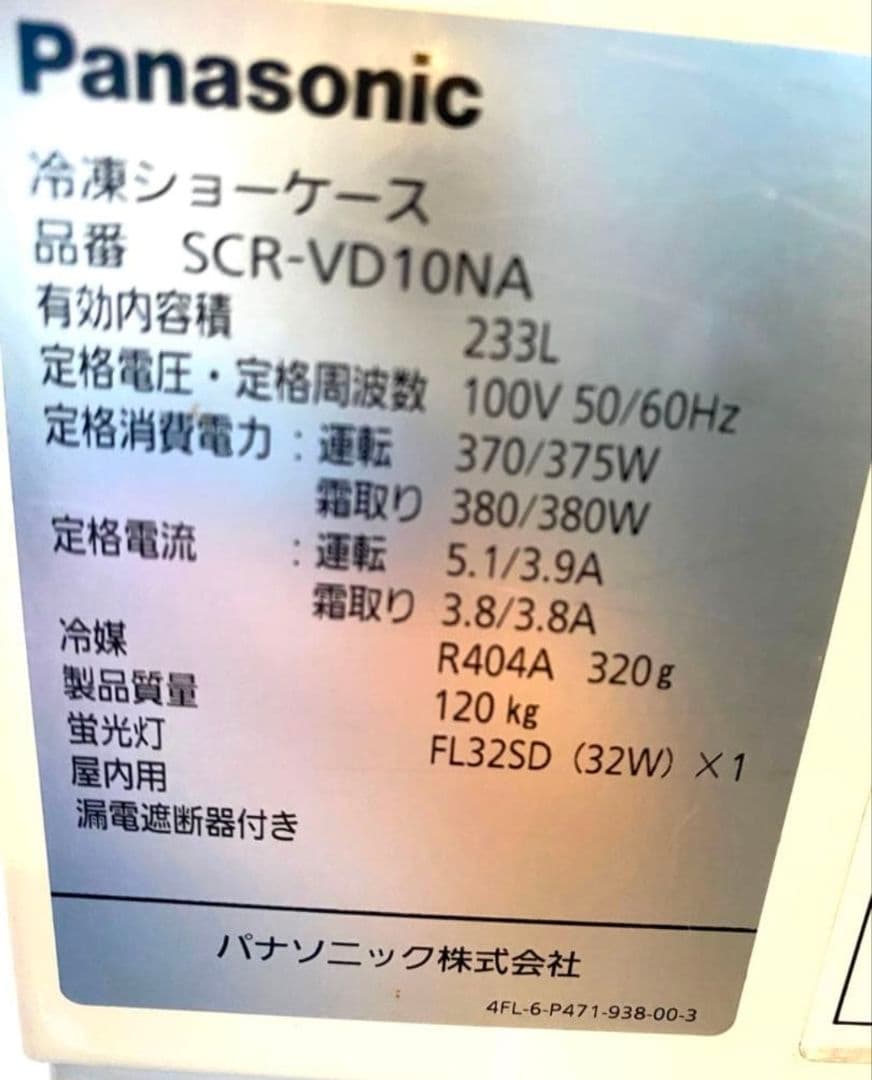 Panasonic
冷凍ショーケース
品番 SCR-VD10NA
有効内容積 233L
定格電圧・定格周波数 100V 50/60Hz
定格消費電力:運転 370/375W
霜取り 380/380W
定格電流 :運転 5.1/3.9A
霜取り 3.8/3.8A
冷媒 R404A 320g
製品質量 120 kg
蛍光灯 FL32SD (32W) ×1
屋内用
漏電遮断器付き
パナソニック株式会社
4FL-6-P471-938-00-3